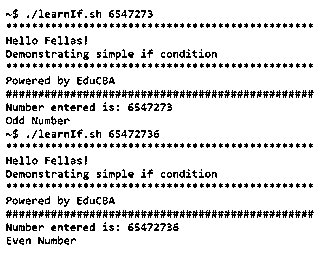 ~$ ./learnIf.sh 6547273
************************************************
Hello Fellas!
Demonstrating simple if condition
************************************************
Powered by EduCBA
################################################
Number entered is: 6547273
Odd Number
~$ ./learnIf.sh 65472736
************************************************
Hello Fellas!
Demonstrating simple if condition
************************************************
Powered by EduCBA
################################################
Number entered is: 65472736
Even Number